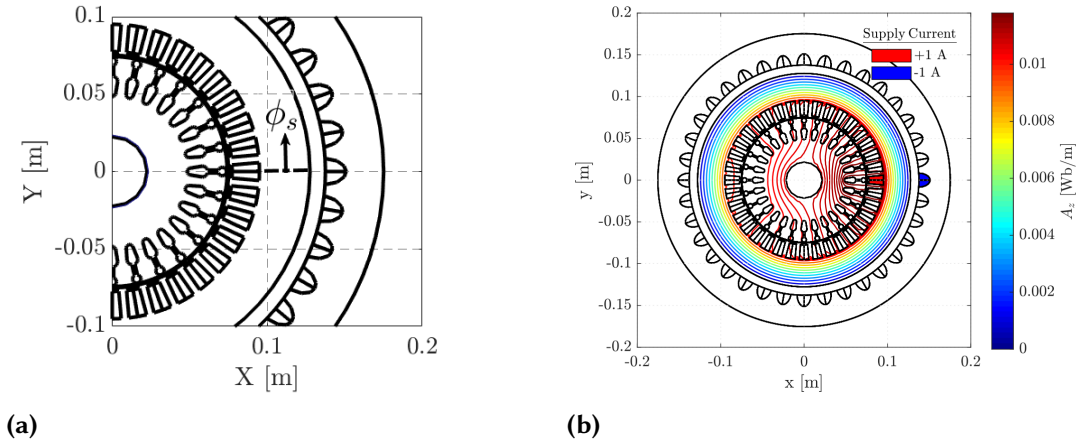 0.1
0.05
0
-0.05
-0.1
Y [m]
ϕs
0
0.1
0.2
X [m]
(a)
0.2
0.15
0.1
0.05
0
-0.05
-0.1
-0.15
-0.2
y [m]
Supply Current
+1 A
-1 A
-0.2
-0.1
0
0.1
0.2
x [m]
0.01
0.008
0.006
0.004
0.002
0
Az [Wb/m]
(b)